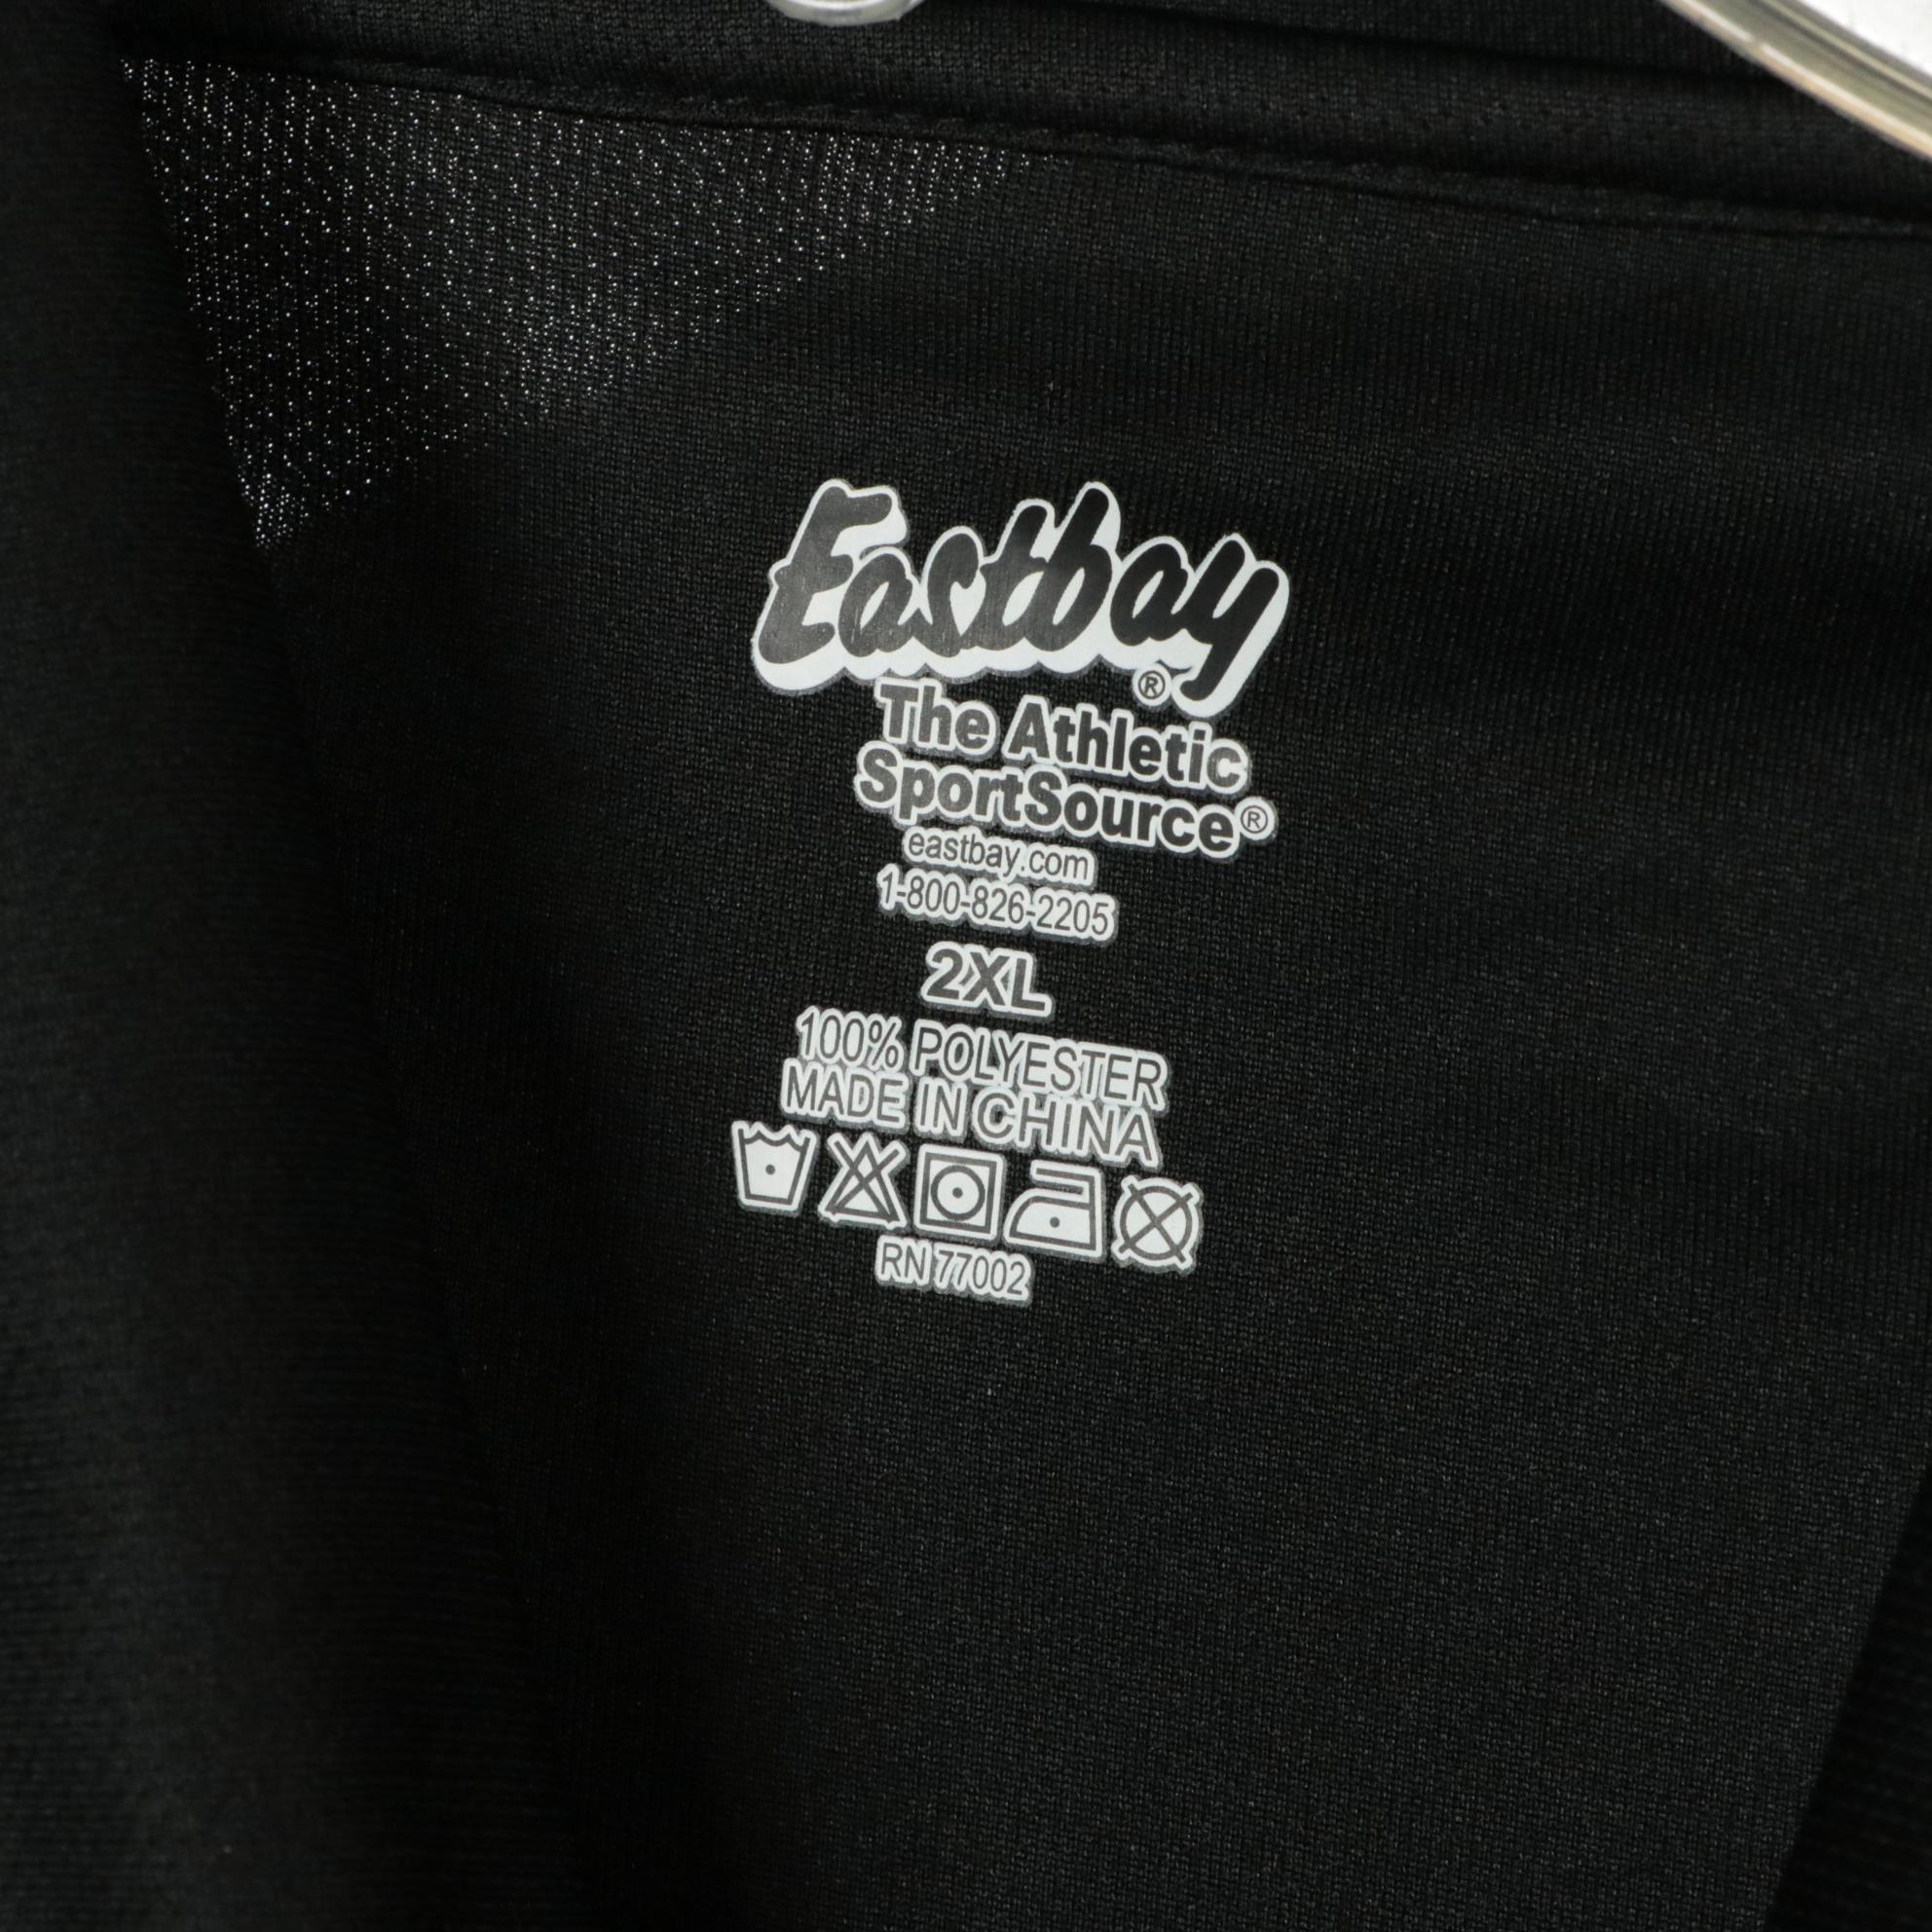 Eastbay®
The Athletic
SportSource®
eastbay.com
1-800-826-2205
2XL
100% POLYESTER
MADE IN CHINA
RN 77002